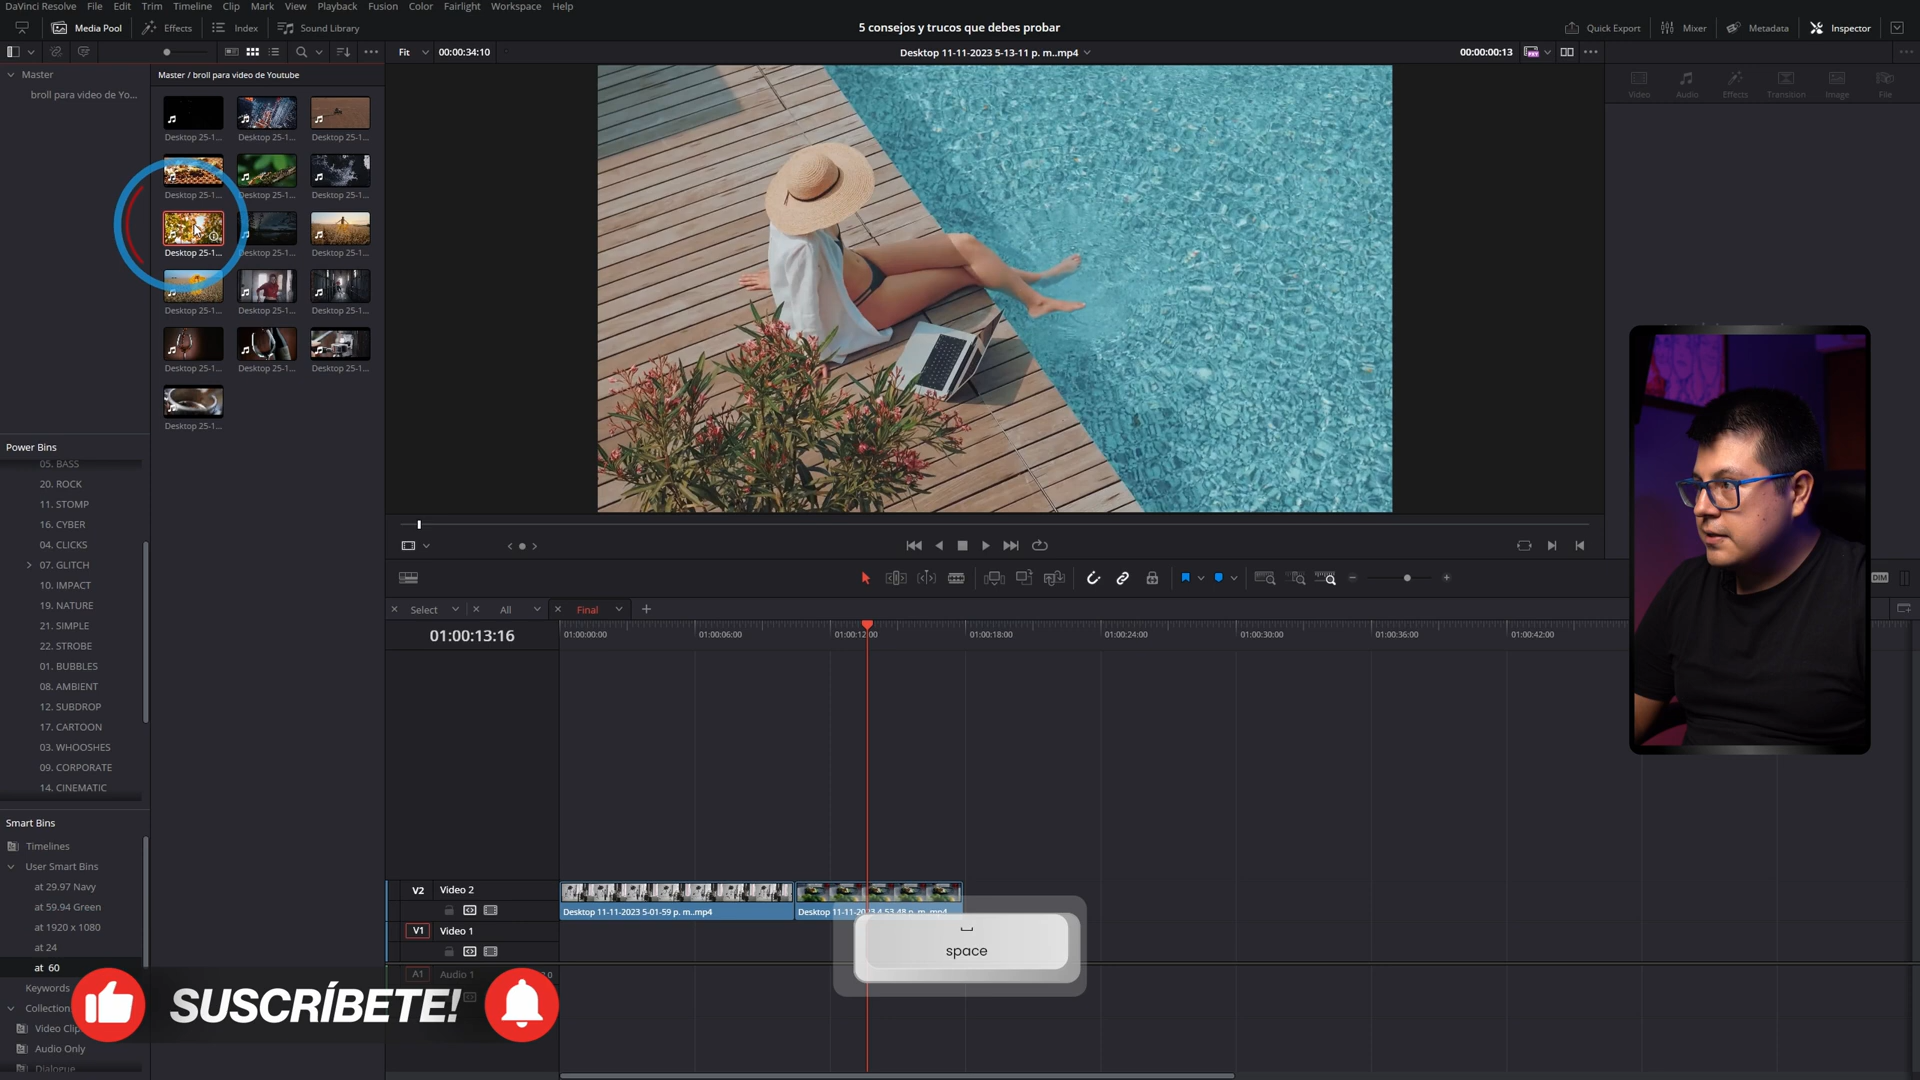 DaVinci Resolve File Edit Trim Timeline Clip Mark View Playback Fusion Color Fairlight Workspace Help
Media Pool Effects Index Sound Library
5 consejos y trucos que debes probar
Quick Export Mixer Metadata Inspector
Fit 00:00:34:10
Desktop 11-11-2023 5-13-11 p. m..mp4
00:00:00:13
Master
broll para video de Yo...
Master / broll para video de Youtube
Desktop 25-1... Desktop 25-1... Desktop 25-1...
Desktop 25-1... Desktop 25-1... Desktop 25-1...
Desktop 25-1... Desktop 25-1... Desktop 25-1...
Desktop 25-1... Desktop 25-1... Desktop 25-1...
Desktop 25-1... Desktop 25-1... Desktop 25-1...
Desktop 25-1...
Video Audio Effects Transition Image File
Power Bins
05. BASS
20. ROCK
11. STOMP
16. CYBER
04. CLICKS
07. GLITCH
10. IMPACT
19. NATURE
21. SIMPLE
22. STROBE
01. BUBBLES
08. AMBIENT
12. SUBDROP
17. CARTOON
03. WHOOSHES
09. CORPORATE
14. CINEMATIC
Smart Bins
Timelines
User Smart Bins
at 29.97 Navy
at 59.94 Green
at 1920 x 1080
at 24
at 60
Keywords
Collection
Video Clip
Audio Only
Dialogue
DIM
Select All Final
01:00:13:16
01:00:00:00 01:00:06:00 01:00:12:00 01:00:18:00 01:00:24:00 01:00:30:00 01:00:36:00 01:00:42:00
V2 Video 2
Desktop 11-11-2023 5-01-59 p. m..mp4
Desktop 11-11-2023 4-53-48 p. m..mp4
V1 Video 1
A1 Audio 1
space
SUSCRÍBETE!